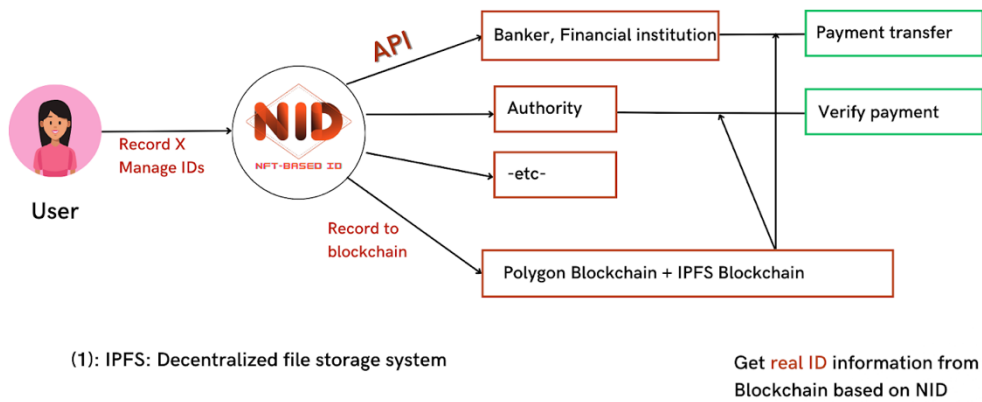 API
Banker, Financial institution
Payment transfer
NID
NFT-BASED ID
Authority
Verify payment
Record X
Manage IDs
-etc-
User
Record to
blockchain
Polygon Blockchain + IPFS Blockchain
(1): IPFS: Decentralized file storage system
Get real ID information from
Blockchain based on NID